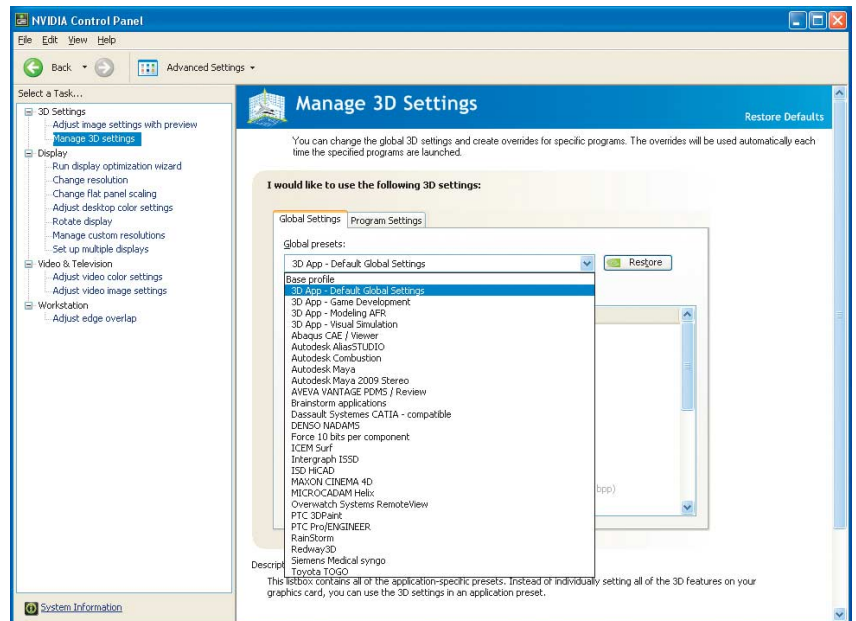 NVIDIA Control Panel
File Edit View Help
Back
Advanced Settings
Select a Task...
3D Settings
Adjust image settings with preview
Manage 3D settings
Display
Run display optimization wizard
Change resolution
Change flat panel scaling
Adjust desktop color settings
Rotate display
Manage custom resolutions
Set up multiple displays
Video & Television
Adjust video color settings
Adjust video image settings
Workstation
Adjust edge overlap
System Information
Manage 3D Settings
Restore Defaults
You can change the global 3D settings and create overrides for specific programs. The overrides will be used automatically each
time the specified programs are launched.
I would like to use the following 3D settings:
Global Settings
Program Settings
Global presets:
3D App - Default Global Settings
Restore
Base profile
3D App - Default Global Settings
3D App - Game Development
3D App - Modeling AFR
3D App - Visual Simulation
Abaqus CAE / Viewer
Autodesk AliasSTUDIO
Autodesk Combustion
Autodesk Maya
Autodesk Maya 2009 Stereo
AVEVA VANTAGE PDMS / Review
Brainstorm applications
Dassault Systemes CATIA - compatible
DENSO NADAMS
Force 10 bits per component
ICEM Surf
Intergraph ISSD
ISD HiCAD
MAXON CINEMA 4D
MICROCADAM Helix
Overwatch Systems RemoteView
PTC 3DPaint
PTC Pro/ENGINEER
RainStorm
Redway3D
Siemens Medical syngo
Toyota TOGO
bpp)
Descript
This listbox contains all of the application-specific presets. Instead of individually setting all of the 3D features on your
graphics card, you can use the 3D settings in an application preset.